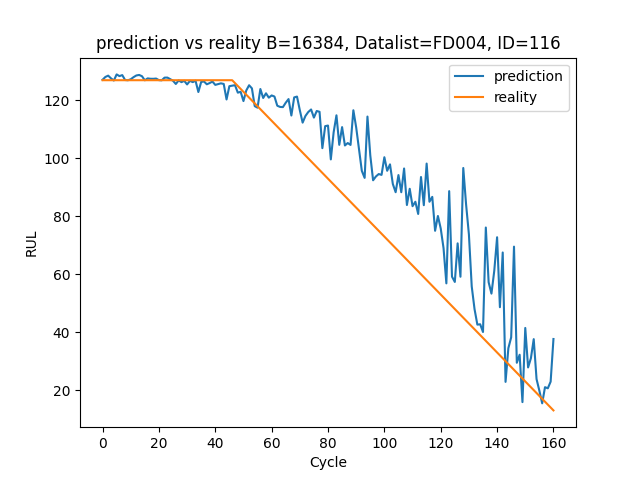 prediction vs reality B=16384, Datalist=FD004, ID=116
prediction
reality
RUL
120
100
80
60
40
20
0 20 40 60 80 100 120 140 160
Cycle